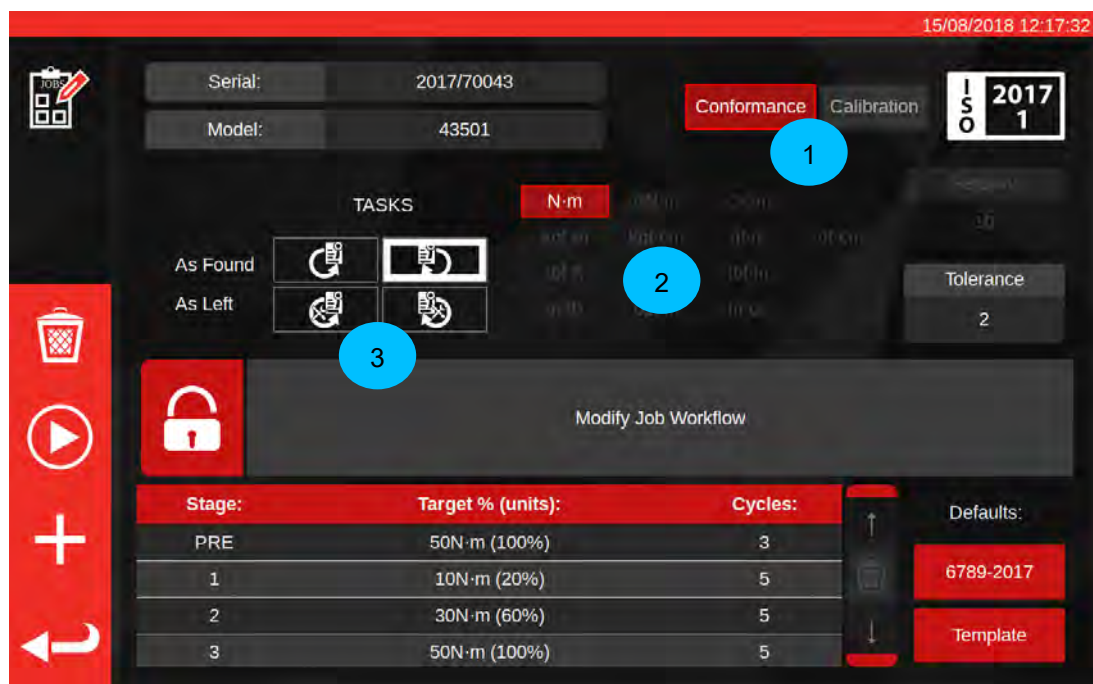 15/08/2018 12:17:32
JOBS
Serial: 2017/70043
Model: 43501
Conformance Calibration
ISO 2017 1
1
TASKS
N·m
As Found
As Left
2
3
Tolerance
2
Modify Job Workflow
Stage: Target % (units): Cycles:
PRE 50N·m (100%) 3
1 10N·m (20%) 5
2 30N·m (60%) 5
3 50N·m (100%) 5
Defaults:
6789-2017
Template